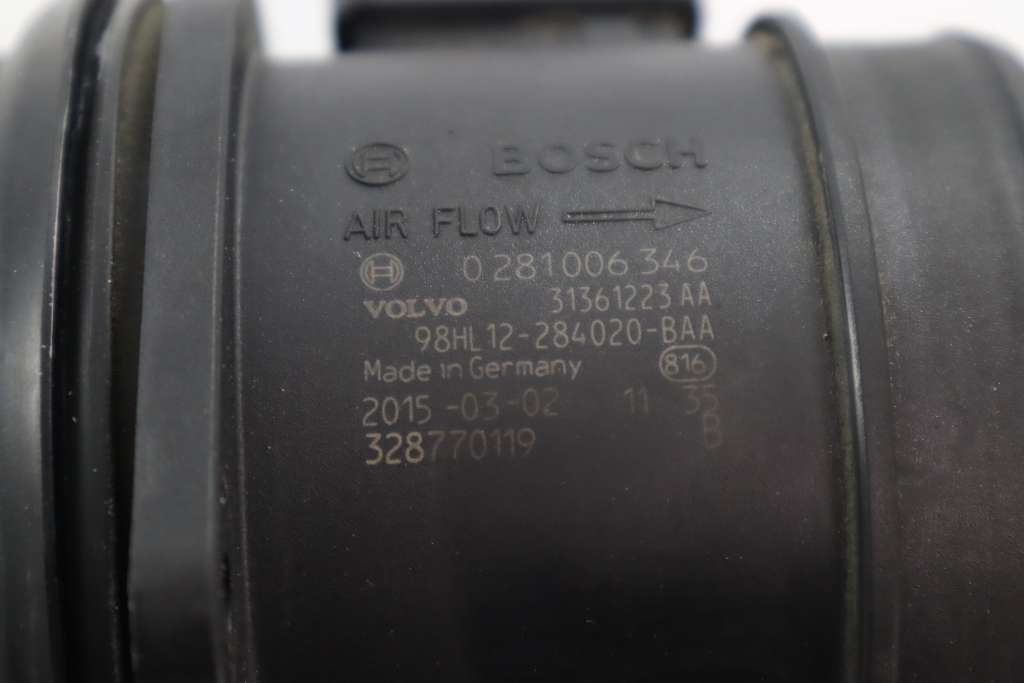 BOSCH
AIR FLOW
0 281 006 346
VOLVO 31361223 AA
98HL12-284020-BAA
Made in Germany 816
2015-03-02 11 35
328770119 B